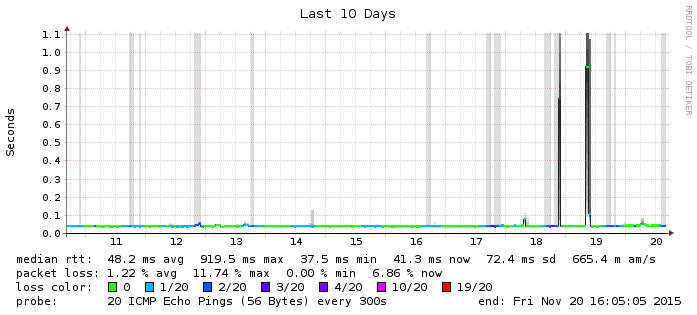 Last 10 Days
RRDTOOL / TOBI OETIKER
Seconds
1.1
1.0
0.9
0.8
0.7
0.6
0.5
0.4
0.3
0.2
0.1
0.0
11 12 13 14 15 16 17 18 19 20
median rtt: 48.2 ms avg 919.5 ms max 37.5 ms min 41.3 ms now 72.4 ms sd 665.4 m am/s
packet loss: 1.22 % avg 11.74 % max 0.00 % min 6.86 % now
loss color: 0 1/20 2/20 3/20 4/20 10/20 19/20
probe: 20 ICMP Echo Pings (56 Bytes) every 300s end: Fri Nov 20 16:05:05 2015